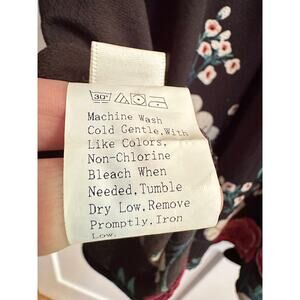 30°
Machine Wash
Cold Gentle.With
Like Colors.
Non-Chlorine
Bleach When
Needed.Tumble
Dry Low.Remove
Promptly.Iron
Low.